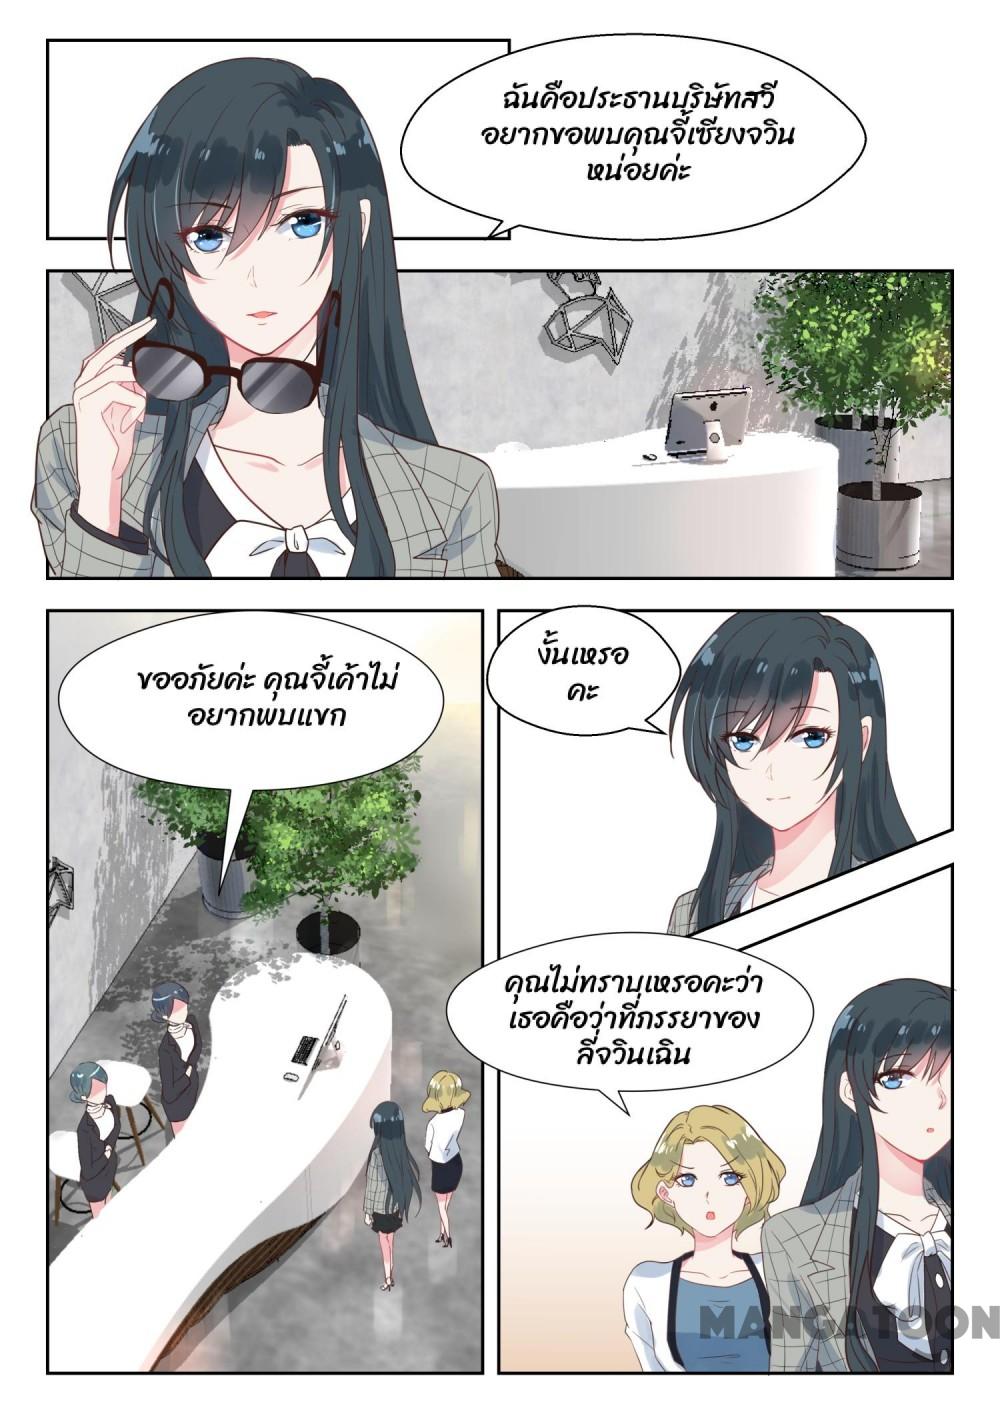 ฉันคือประธานบริษัทสวี
อยากขอพบคุณจี้เซียงจวิน
หน่อยค่ะ
ขออภัยค่ะ คุณจี้เค้าไม่
อยากพบแขก
งั้นเหรอ
คะ
คุณไม่ทราบเหรอคะว่า
เธอคือว่าที่ภรรยาของ
ลี่จวินเฉิน
MANGATOON